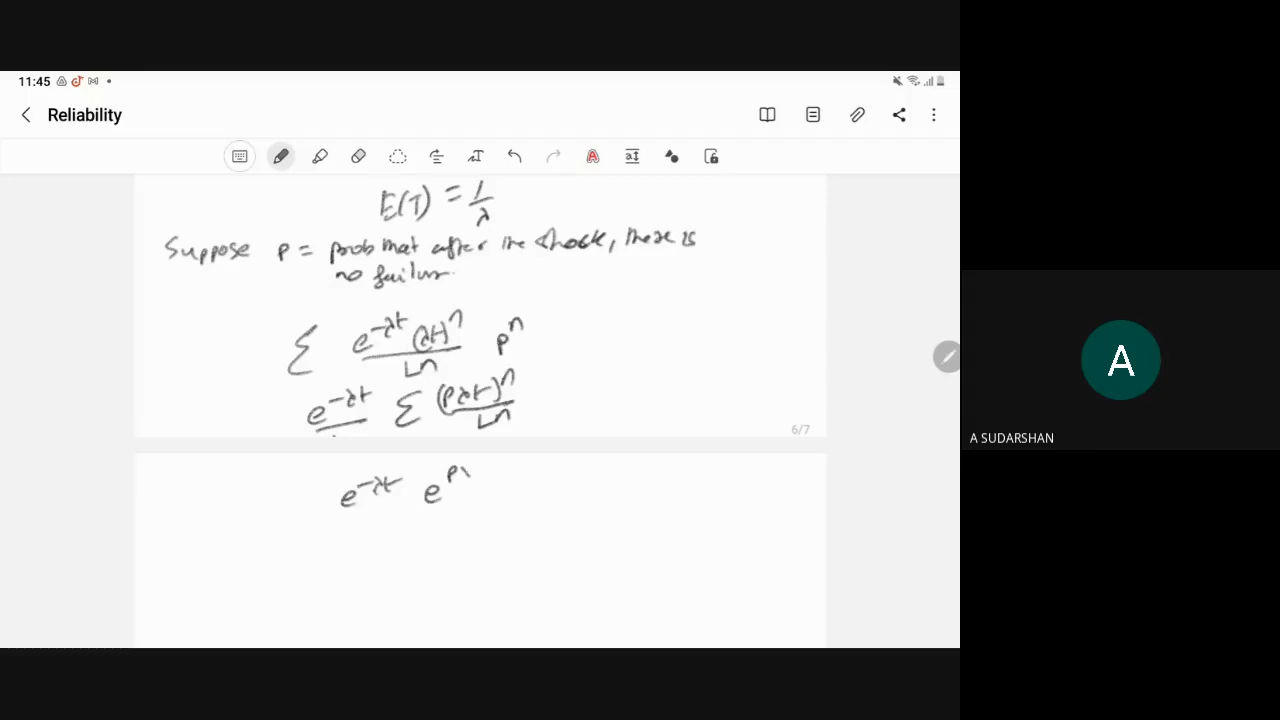 11:45
Reliability
E(T) = 1/λ
Suppose p = prob that after the shock, there is
no failure
Σ e^{-λt} (λt)^n / ⌊n p^n
e^{-λt} Σ (pλt)^n / ⌊n
6/7
e^{-λt} e^{pλ
A
A SUDARSHAN